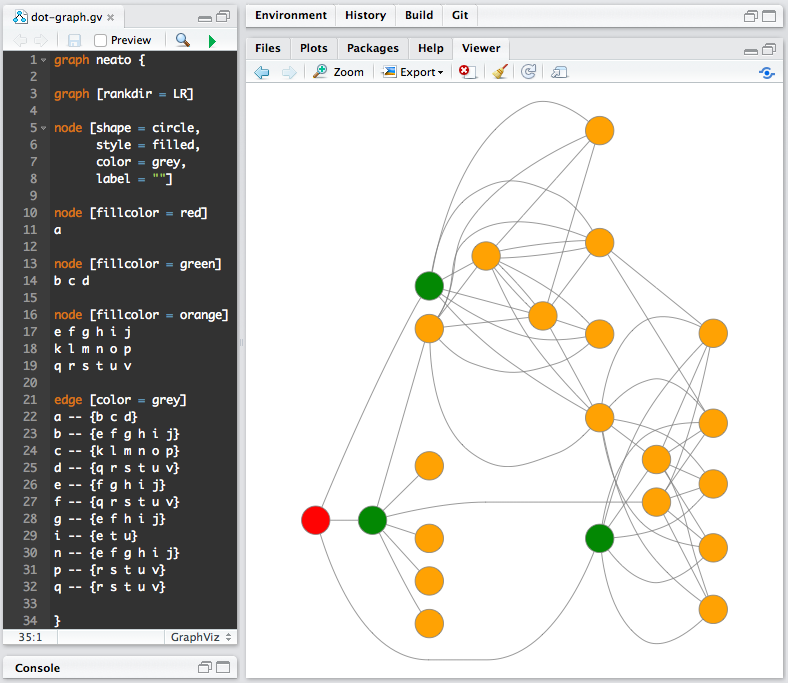 dot-graph.gv
Preview
1 graph neato {
2
3 graph [rankdir = LR]
4
5 node [shape = circle,
6 style = filled,
7 color = grey,
8 label = ""]
9
10 node [fillcolor = red]
11 a
12
13 node [fillcolor = green]
14 b c d
15
16 node [fillcolor = orange]
17 e f g h i j
18 k l m n o p
19 q r s t u v
20
21 edge [color = grey]
22 a -- {b c d}
23 b -- {e f g h i j}
24 c -- {k l m n o p}
25 d -- {q r s t u v}
26 e -- {f g h i j}
27 f -- {q r s t u v}
28 g -- {e f h i j}
29 i -- {e t u}
30 n -- {e f g h i j}
31 p -- {r s t u v}
32 q -- {r s t u v}
33
34 }
35:1 GraphViz
Console
Environment History Build Git
Files Plots Packages Help Viewer
Zoom Export